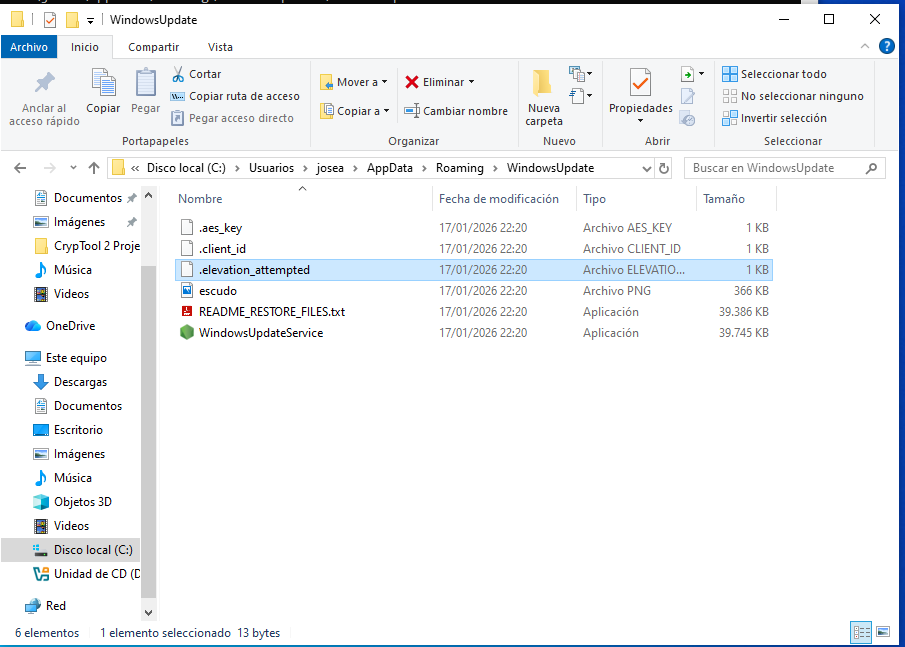 WindowsUpdate
Archivo Inicio Compartir Vista
Anclar al acceso rápido
Copiar
Pegar
Cortar
Copiar ruta de acceso
Pegar acceso directo
Portapapeles
Mover a
Copiar a
Eliminar
Cambiar nombre
Organizar
Nueva carpeta
Nuevo
Propiedades
Abrir
Seleccionar todo
No seleccionar ninguno
Invertir selección
Seleccionar
« Disco local (C:) > Usuarios > josea > AppData > Roaming > WindowsUpdate
Buscar en WindowsUpdate
Documentos
Imágenes
CrypTool 2 Proje
Música
Videos
OneDrive
Este equipo
Descargas
Documentos
Escritorio
Imágenes
Música
Objetos 3D
Videos
Disco local (C:)
Unidad de CD (D
Red
Nombre Fecha de modificación Tipo Tamaño
.aes_key 17/01/2026 22:20 Archivo AES_KEY 1 KB
.client_id 17/01/2026 22:20 Archivo CLIENT_ID 1 KB
.elevation_attempted 17/01/2026 22:20 Archivo ELEVATIO... 1 KB
escudo 17/01/2026 22:20 Archivo PNG 366 KB
README_RESTORE_FILES.txt 17/01/2026 22:20 Aplicación 39.386 KB
WindowsUpdateService 17/01/2026 22:20 Aplicación 39.745 KB
6 elementos 1 elemento seleccionado 13 bytes